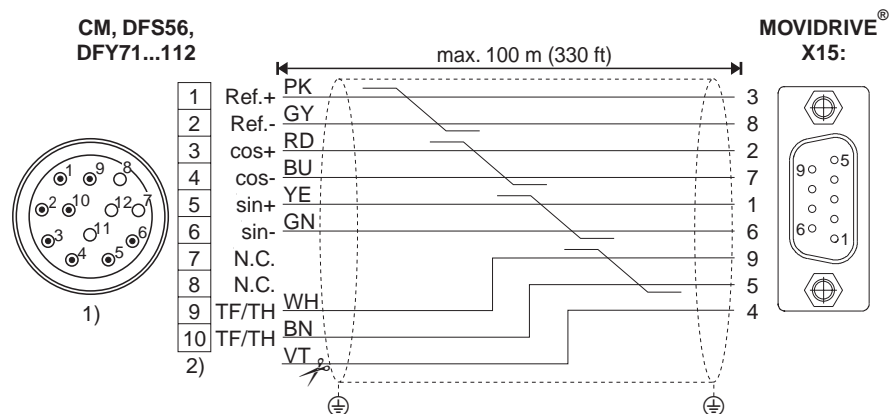 CM, DFS56,
DFY71...112
MOVIDRIVE®
X15:
max. 100 m (330 ft)
1 Ref.+ PK 3
2 Ref.- GY 8
3 cos+ RD 2
4 cos- BU 7
5 sin+ YE 1
6 sin- GN 6
7 N.C. 9
8 N.C. 5
9 TF/TH WH 4
10 TF/TH BN
VT
2)
1 9 8
2 10 12 7
11
3 6
4 5
1)
9 5
6 1